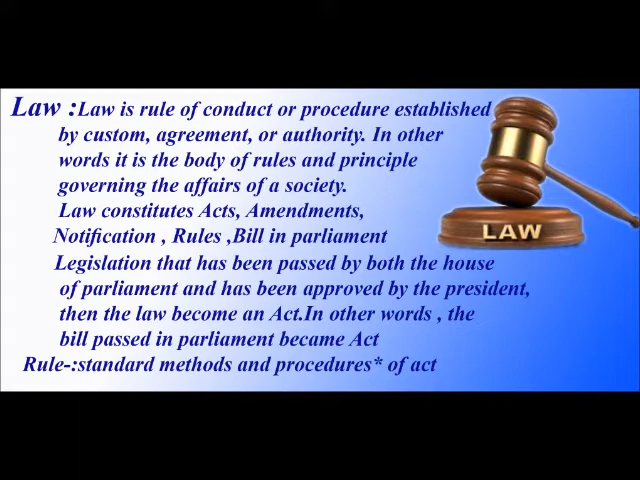 Law :Law is rule of conduct or procedure established
by custom, agreement, or authority. In other
words it is the body of rules and principle
governing the affairs of a society.
Law constitutes Acts, Amendments,
Notification , Rules ,Bill in parliament
LAW
Legislation that has been passed by both the house
of parliament and has been approved by the president,
then the law become an Act.In other words , the
bill passed in parliament became Act
Rule-:standard methods and procedures* of act